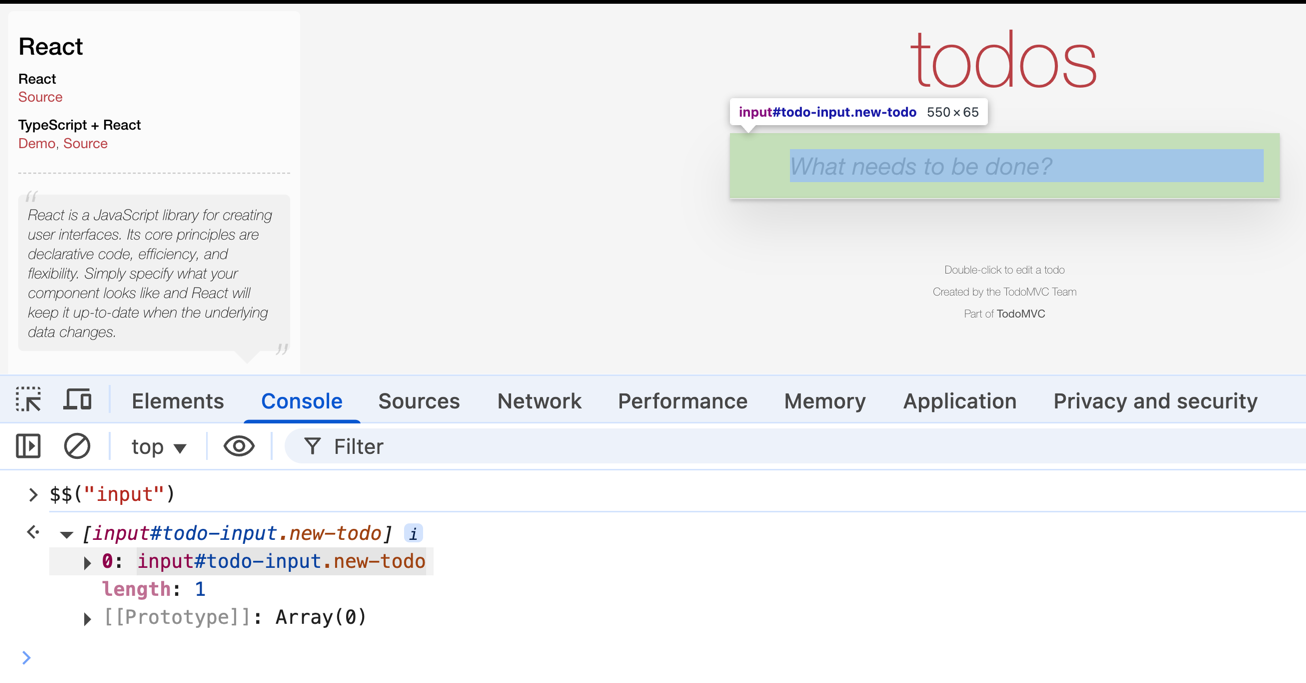 React
React
Source
TypeScript + React
Demo, Source
“
React is a JavaScript library for creating
user interfaces. Its core principles are
declarative code, efficiency, and
flexibility. Simply specify what your
component looks like and React will
keep it up-to-date when the underlying
data changes.
”
todos
input#todo-input.new-todo 550 × 65
What needs to be done?
Double-click to edit a todo
Created by the TodoMVC Team
Part of TodoMVC
Elements Console Sources Network Performance Memory Application Privacy and security
top ▼ Filter
> $$("input")
[input#todo-input.new-todo] i
0: input#todo-input.new-todo
length: 1
[[Prototype]]: Array(0)
>